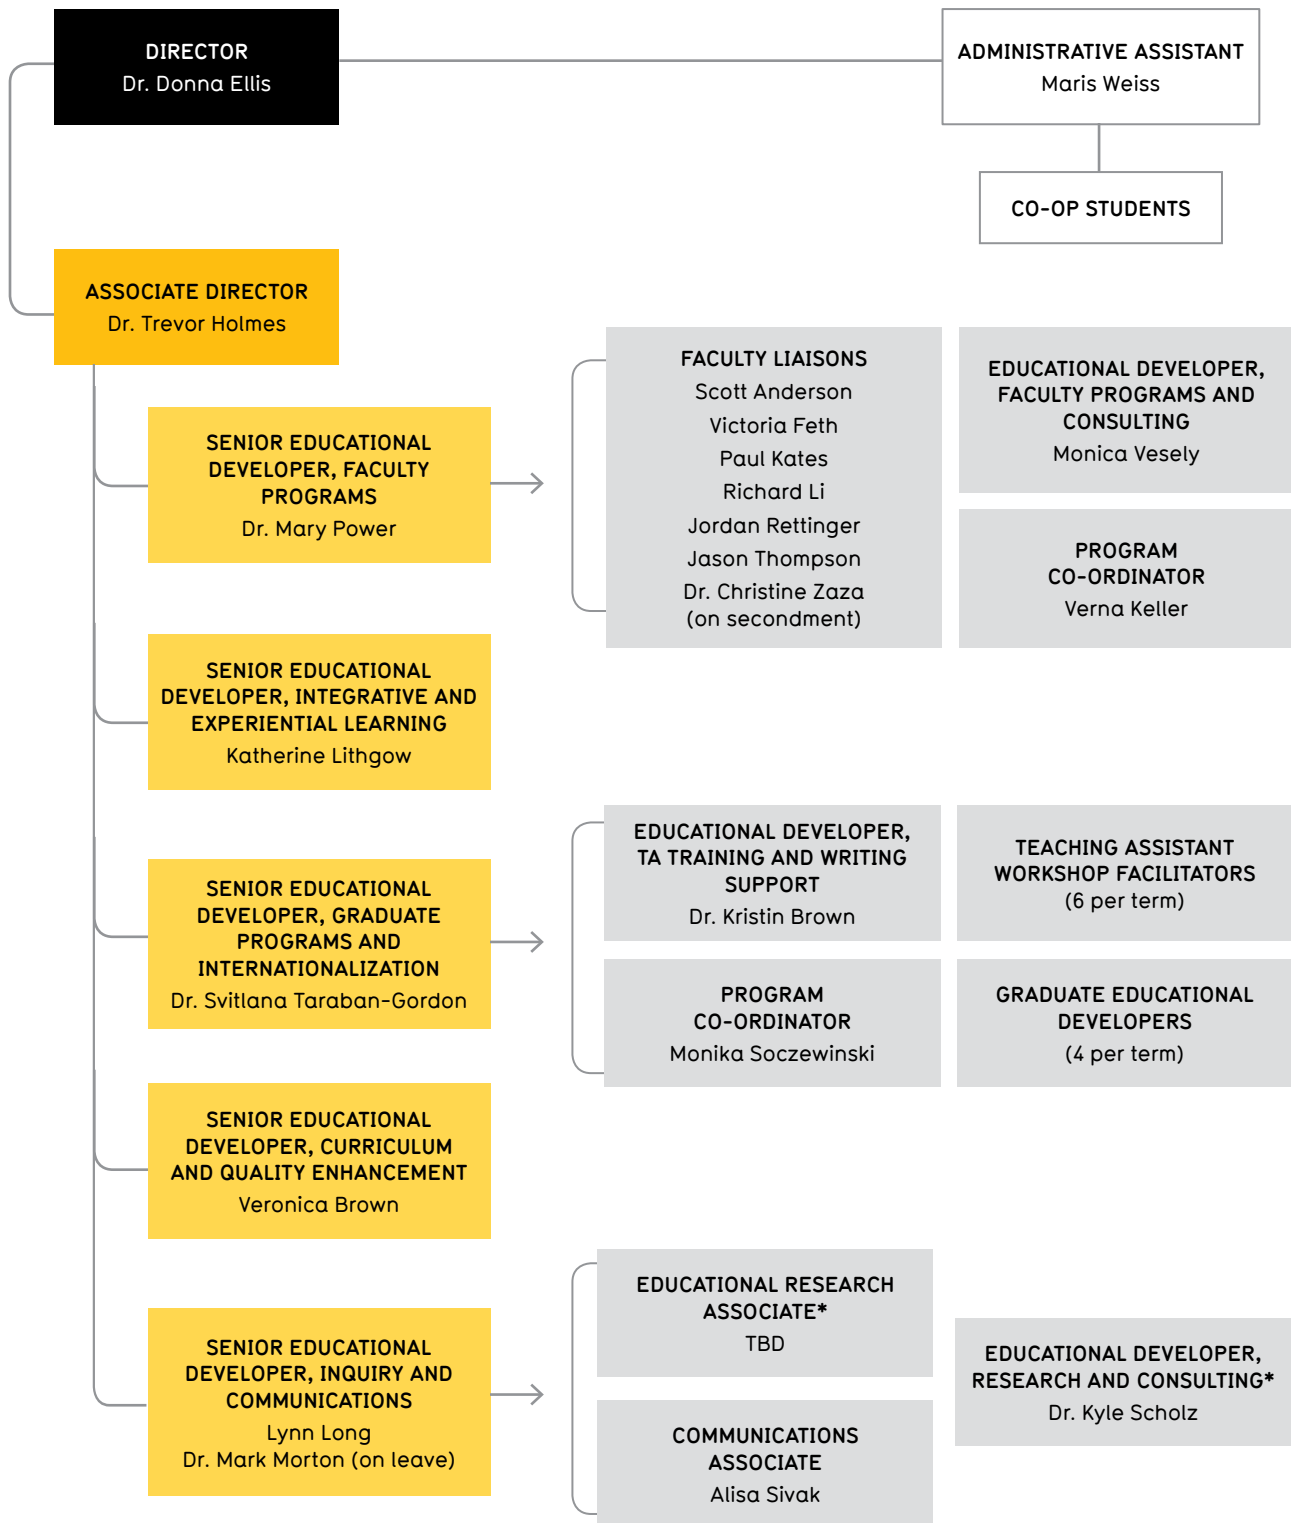 DIRECTOR
Dr. Donna Ellis
ADMINISTRATIVE ASSISTANT
Maris Weiss
CO-OP STUDENTS
ASSOCIATE DIRECTOR
Dr. Trevor Holmes
SENIOR EDUCATIONAL
DEVELOPER, FACULTY
PROGRAMS
Dr. Mary Power
FACULTY LIAISONS
Scott Anderson
Victoria Feth
Paul Kates
Richard Li
Jordan Rettinger
Jason Thompson
Dr. Christine Zaza
(on secondment)
EDUCATIONAL DEVELOPER,
FACULTY PROGRAMS AND
CONSULTING
Monica Vesely
PROGRAM
CO-ORDINATOR
Verna Keller
SENIOR EDUCATIONAL
DEVELOPER, INTEGRATIVE AND
EXPERIENTIAL LEARNING
Katherine Lithgow
SENIOR EDUCATIONAL
DEVELOPER, GRADUATE
PROGRAMS AND
INTERNATIONALIZATION
Dr. Svitlana Taraban-Gordon
EDUCATIONAL DEVELOPER,
TA TRAINING AND WRITING
SUPPORT
Dr. Kristin Brown
TEACHING ASSISTANT
WORKSHOP FACILITATORS
(6 per term)
PROGRAM
CO-ORDINATOR
Monika Soczewinski
GRADUATE EDUCATIONAL
DEVELOPERS
(4 per term)
SENIOR EDUCATIONAL
DEVELOPER, CURRICULUM
AND QUALITY ENHANCEMENT
Veronica Brown
SENIOR EDUCATIONAL
DEVELOPER, INQUIRY AND
COMMUNICATIONS
Lynn Long
Dr. Mark Morton (on leave)
EDUCATIONAL RESEARCH
ASSOCIATE*
TBD
COMMUNICATIONS
ASSOCIATE
Alisa Sivak
EDUCATIONAL DEVELOPER,
RESEARCH AND CONSULTING*
Dr. Kyle Scholz